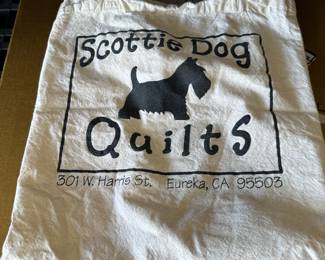 Scottie Dog
Quilts
301 W. Harris St. Eureka, CA 95503